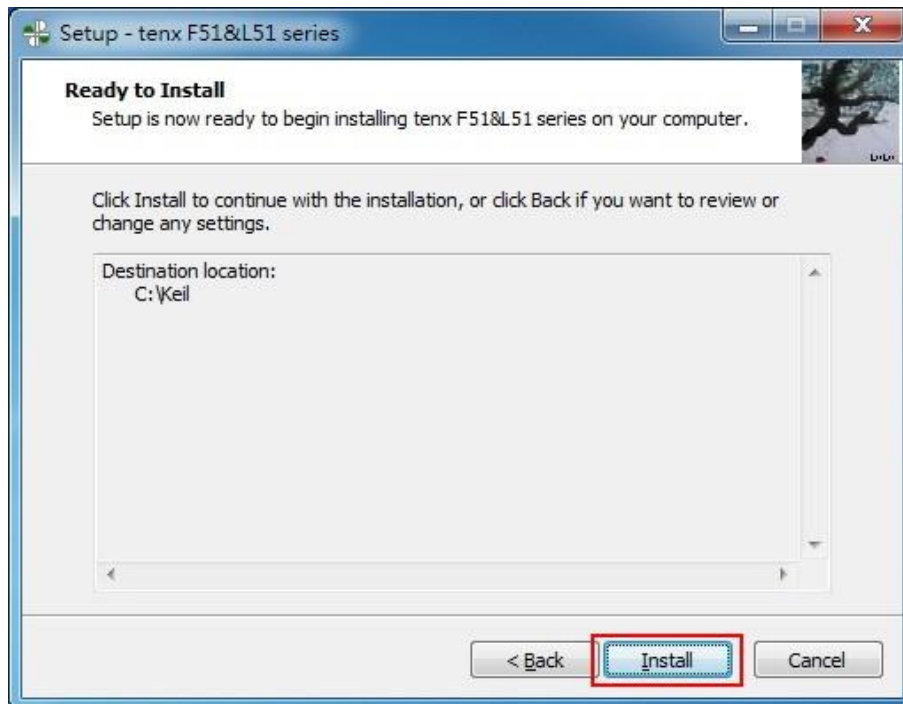 Setup - tenx F51&L51 series
Ready to Install
Setup is now ready to begin installing tenx F51&L51 series on your computer.
Click Install to continue with the installation, or click Back if you want to review or
change any settings.
Destination location:
C:\Keil
< Back
Install
Cancel